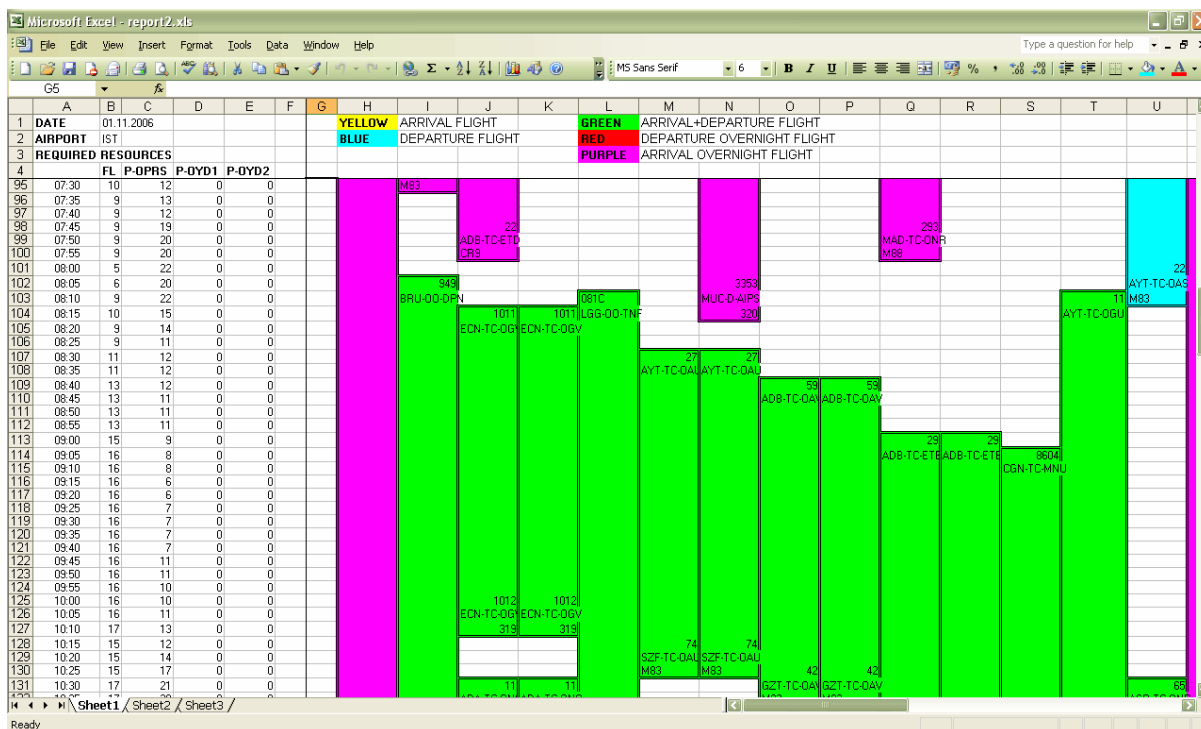 Microsoft Excel - report2.xls
File Edit View Insert Format Tools Data Window Help Type a question for help
MS Sans Serif 6 B I U
G5 fx
A B C D E F G H I J K L M N O P Q R S T U
1 DATE 01.11.2006 YELLOW ARRIVAL FLIGHT GREEN ARRIVAL+DEPARTURE FLIGHT
2 AIRPORT IST BLUE DEPARTURE FLIGHT RED DEPARTURE OVERNIGHT FLIGHT
3 REQUIRED RESOURCES PURPLE ARRIVAL OVERNIGHT FLIGHT
4 FL P-OPRS P-OYD1 P-OYD2
95 07:30 10 12 0 0 M83
96 07:35 9 13 0 0
97 07:40 9 12 0 0
98 07:45 9 19 0 0 22 293
99 07:50 9 20 0 0 ADB-TC-ETD MAD-TC-ONR
100 07:55 9 20 0 0 CR9 M88
101 08:00 5 22 0 0 22
102 08:05 6 20 0 0 949 3353 AYT-TC-OAS
103 08:10 9 22 0 0 BRU-OO-DPN 081C MUC-D-AIPS 11 M83
104 08:15 10 15 0 0 1011 1011 LGG-OO-TNF 320 AYT-TC-OGU
105 08:20 9 14 0 0 ECN-TC-OGV ECN-TC-OGV
106 08:25 9 11 0 0
107 08:30 11 12 0 0 27 27
108 08:35 11 12 0 0 AYT-TC-OAU AYT-TC-OAU
109 08:40 13 12 0 0 59 59
110 08:45 13 11 0 0 ADB-TC-OAV ADB-TC-OAV
111 08:50 13 11 0 0
112 08:55 13 11 0 0
113 09:00 15 9 0 0 29 29
114 09:05 16 8 0 0 ADB-TC-ETE ADB-TC-ETE 8604
115 09:10 16 8 0 0 CGN-TC-MNU
116 09:15 16 6 0 0
117 09:20 16 6 0 0
118 09:25 16 7 0 0
119 09:30 16 7 0 0
120 09:35 16 7 0 0
121 09:40 16 7 0 0
122 09:45 16 11 0 0
123 09:50 16 11 0 0
124 09:55 16 10 0 0
125 10:00 16 10 0 0 1012 1012
126 10:05 16 11 0 0 ECN-TC-OGV ECN-TC-OGV
127 10:10 17 13 0 0 319 319
128 10:15 15 12 0 0 74 74
129 10:20 15 14 0 0 SZF-TC-OAU SZF-TC-OAU
130 10:25 15 17 0 0 M83 M83 42 42
131 10:30 17 21 0 0 11 11 GZT-TC-OAV GZT-TC-OAV 65
Sheet1 Sheet2 Sheet3
Ready